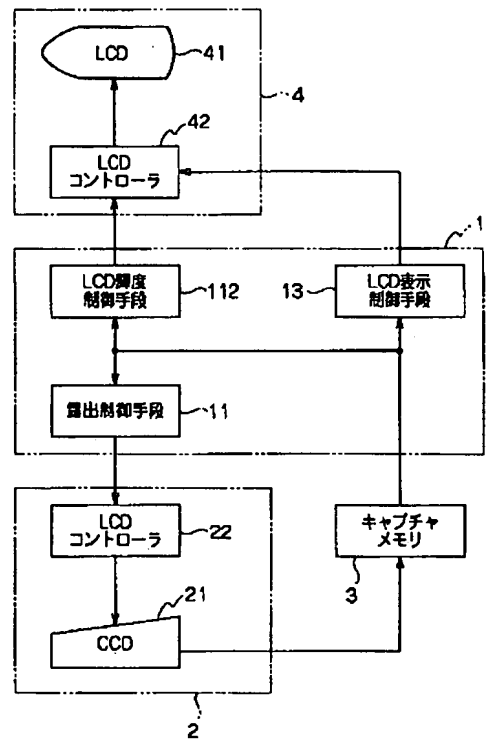 LCD
41
4
42
LCD
コントローラ
1
LCD輝度
制御手段
112
13
LCD表示
制御手段
露出制御手段
11
LCD
コントローラ
22
キャプチャ
メモリ
3
21
CCD
2